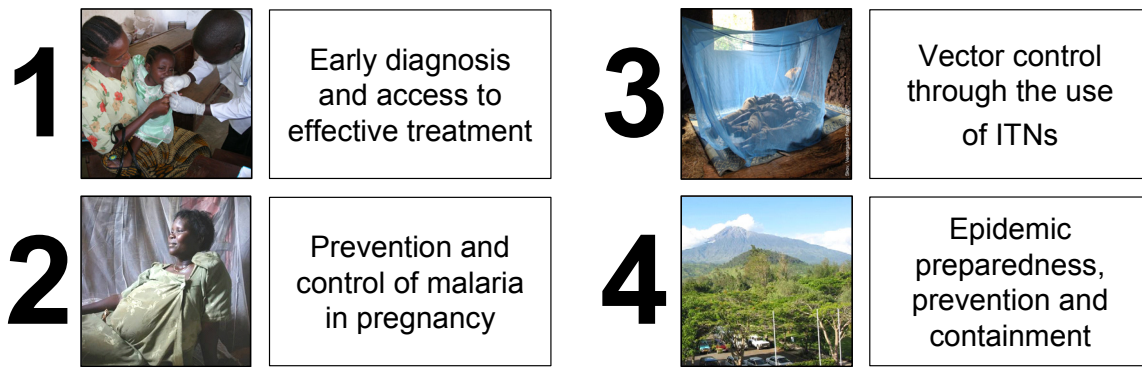 1
Early diagnosis
and access to
effective treatment
2
Prevention and
control of malaria
in pregnancy
3
Vector control
through the use
of ITNs
4
Epidemic
preparedness,
prevention and
containment